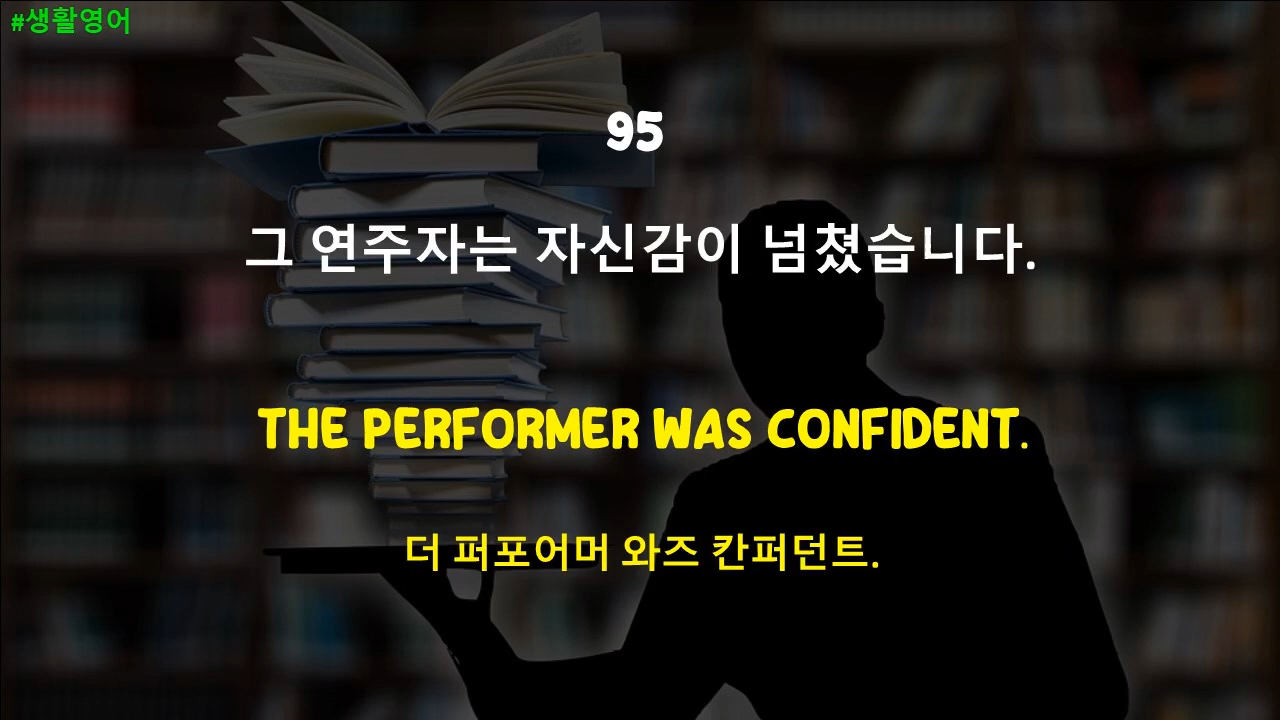 #생활영어
95
그 연주자는 자신감이 넘쳤습니다.
THE PERFORMER WAS CONFIDENT.
더 퍼포어머 와즈 칸퍼던트.